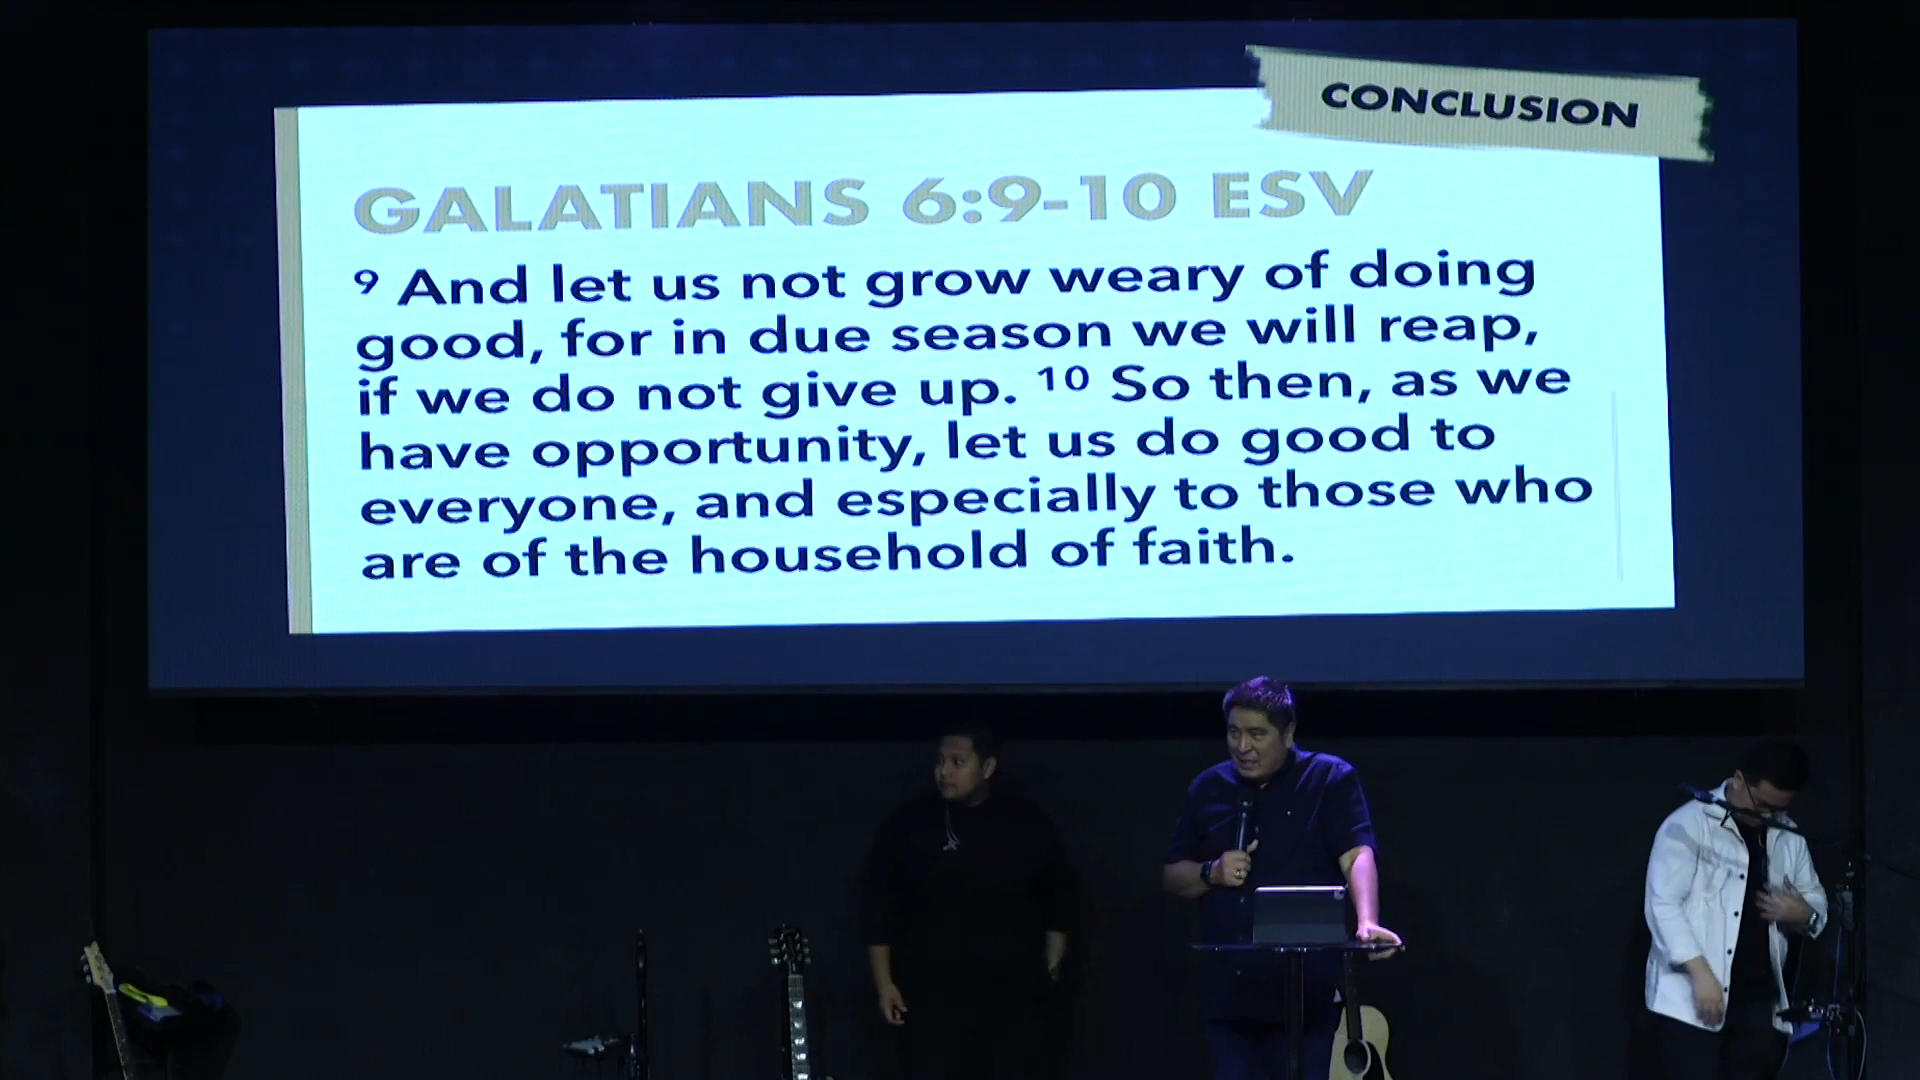 CONCLUSION
GALATIANS 6:9-10 ESV
⁹ And let us not grow weary of doing
good, for in due season we will reap,
if we do not give up. ¹⁰ So then, as we
have opportunity, let us do good to
everyone, and especially to those who
are of the household of faith.